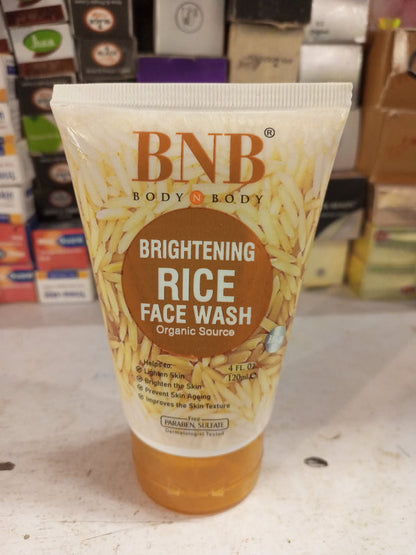 BNB®
BODY N BODY
BRIGHTENING
RICE
FACE WASH
Organic Source
4 FL OZ
120ml
Helps to:
Lighten Skin
Brighten the Skin
Prevent Skin Ageing
Improves the Skin Texture
Free
PARABEN, SULFATE
Dermatologist Tested